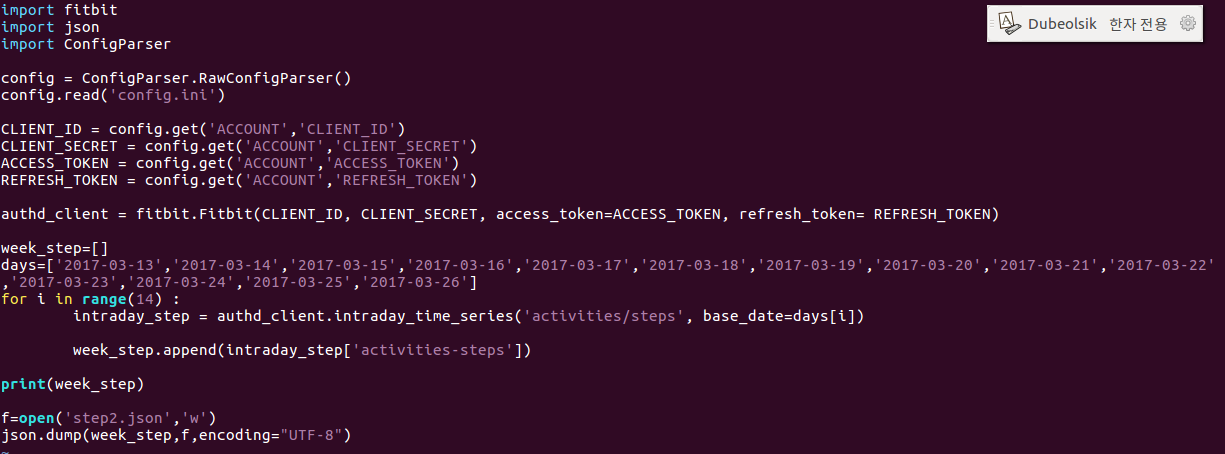 import fitbit
import json
import ConfigParser
Dubeolsik 한자 전용
config = ConfigParser.RawConfigParser()
config.read('config.ini')
CLIENT_ID = config.get('ACCOUNT','CLIENT_ID')
CLIENT_SECRET = config.get('ACCOUNT','CLIENT_SECRET')
ACCESS_TOKEN = config.get('ACCOUNT','ACCESS_TOKEN')
REFRESH_TOKEN = config.get('ACCOUNT','REFRESH_TOKEN')
authd_client = fitbit.Fitbit(CLIENT_ID, CLIENT_SECRET, access_token=ACCESS_TOKEN, refresh_token= REFRESH_TOKEN)
week_step=[]
days=['2017-03-13','2017-03-14','2017-03-15','2017-03-16','2017-03-17','2017-03-18','2017-03-19','2017-03-20','2017-03-21','2017-03-22'
,'2017-03-23','2017-03-24','2017-03-25','2017-03-26']
for i in range(14) :
        intraday_step = authd_client.intraday_time_series('activities/steps', base_date=days[i])
        week_step.append(intraday_step['activities-steps'])
print(week_step)
f=open('step2.json','w')
json.dump(week_step,f,encoding="UTF-8")
~